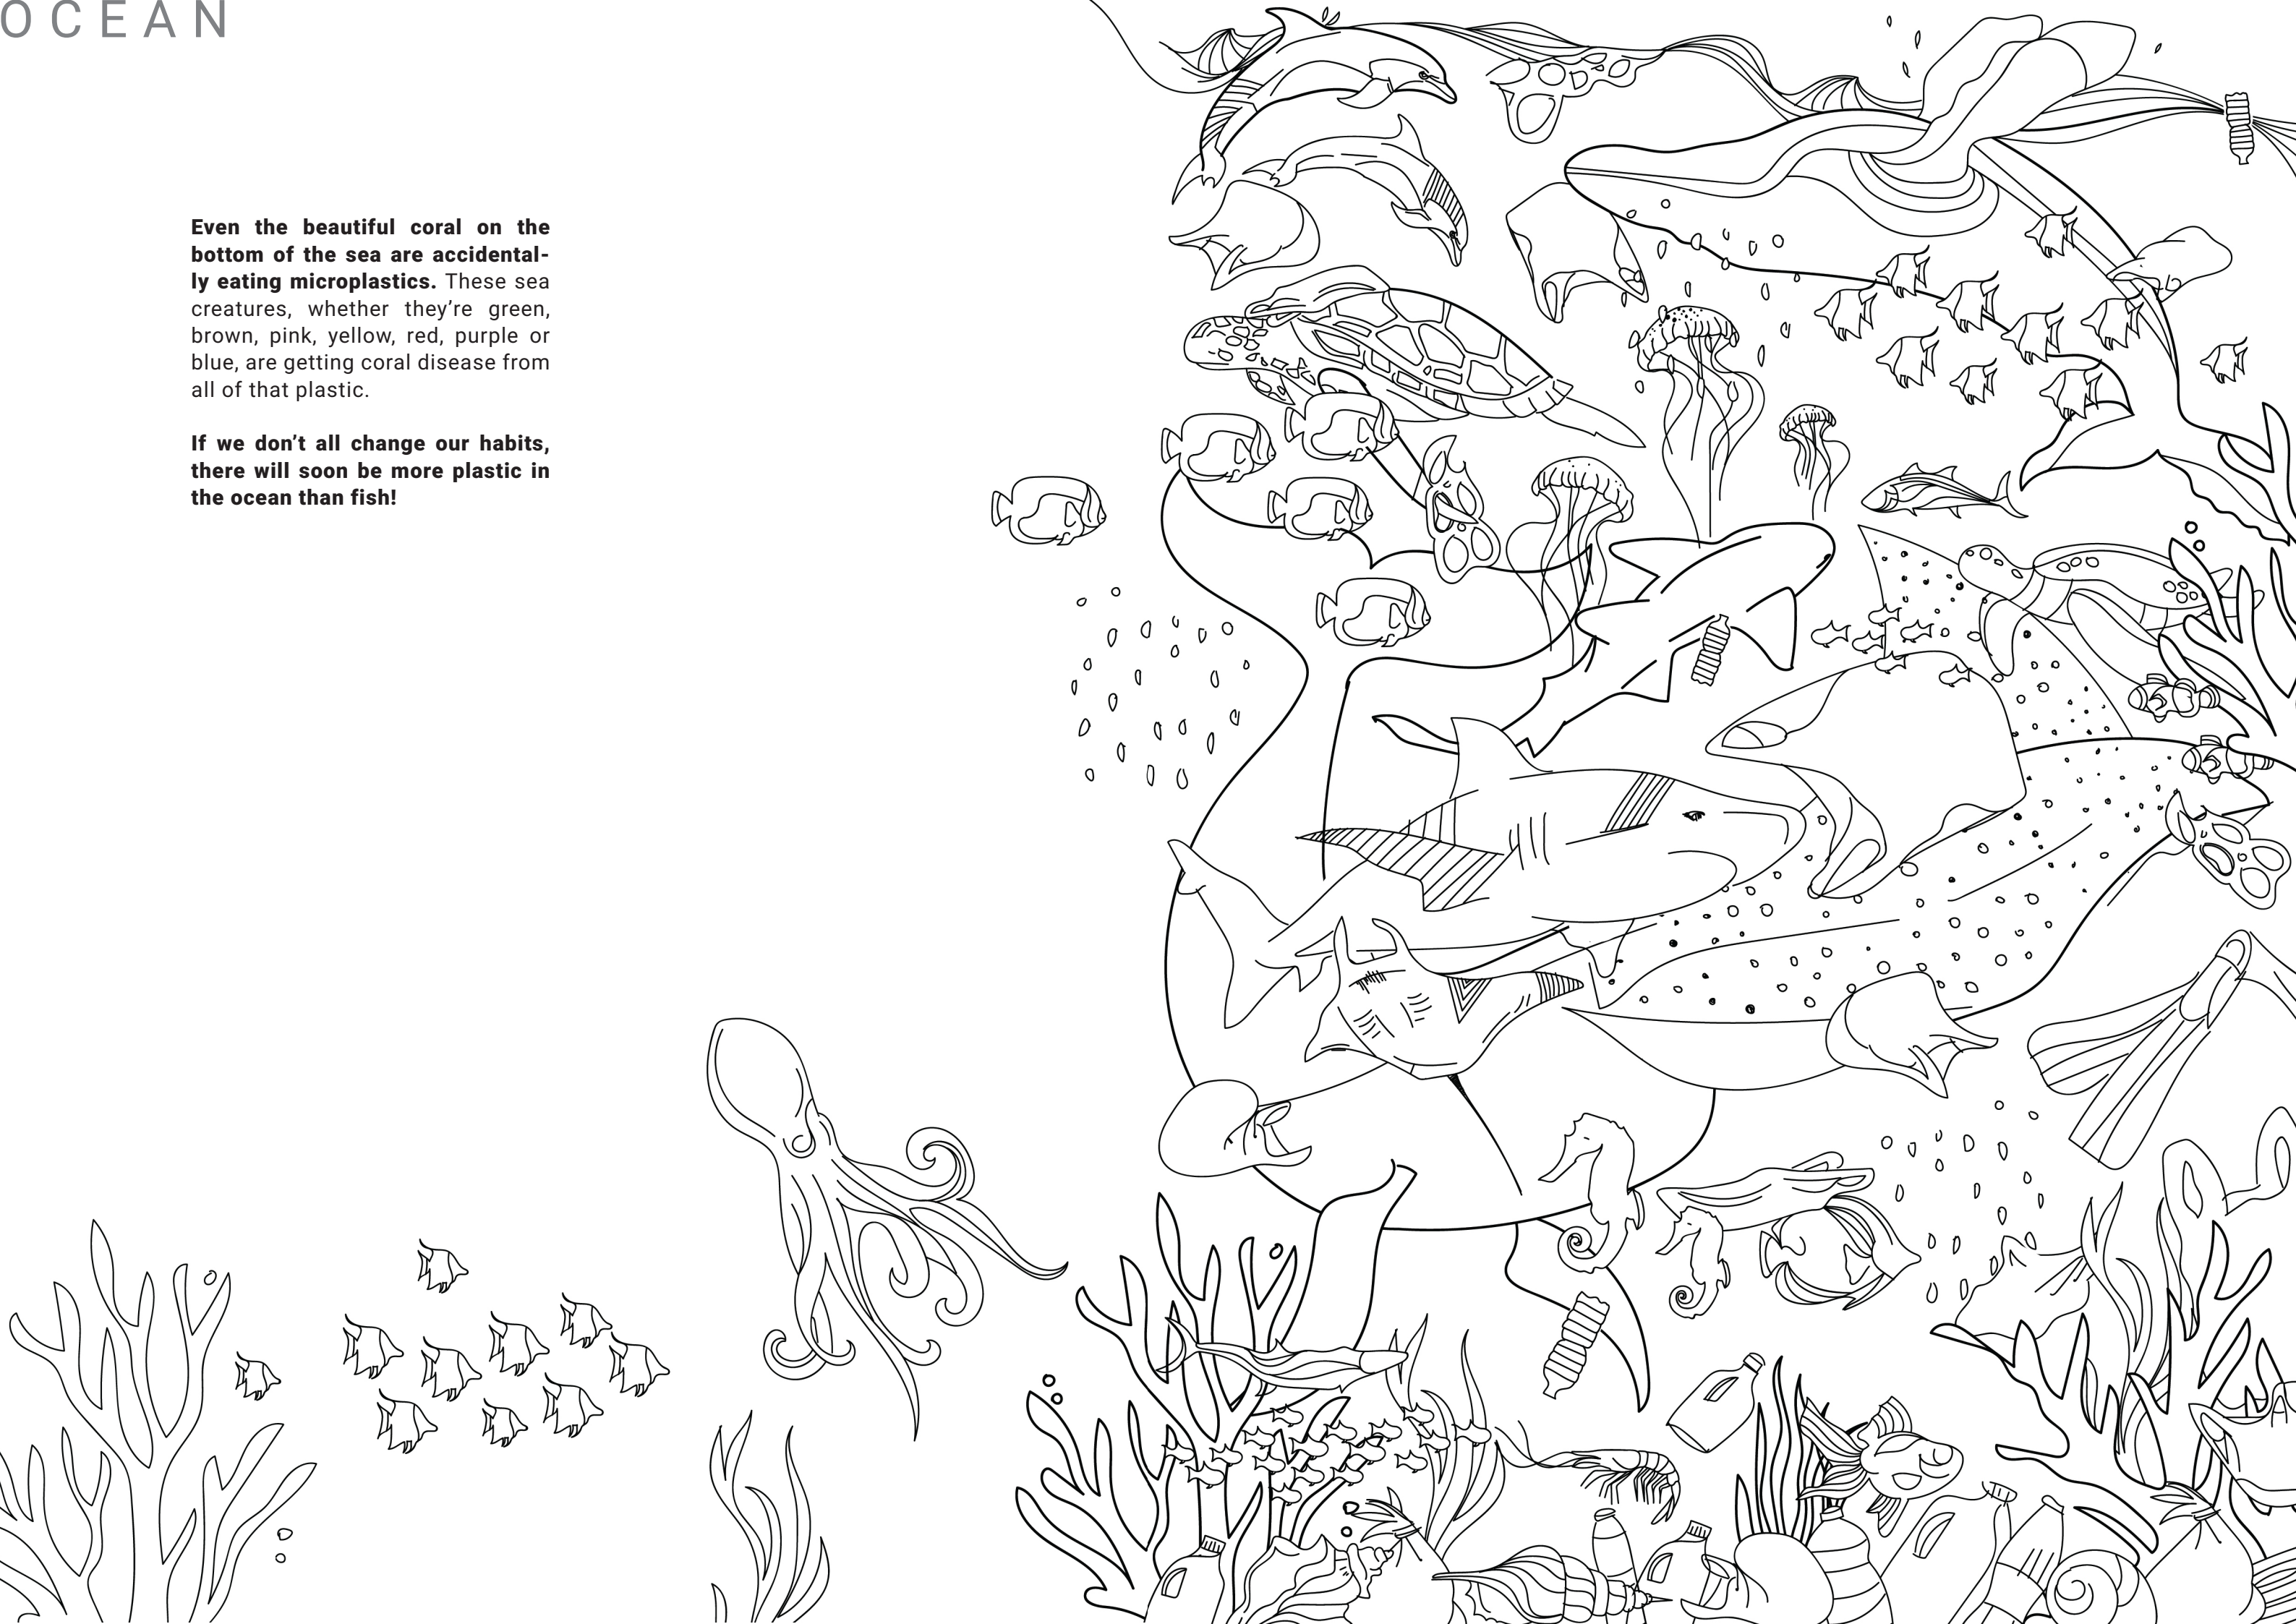 OCEAN
Even the beautiful coral on the
bottom of the sea are accidental-
ly eating microplastics. These sea
creatures, whether they’re green,
brown, pink, yellow, red, purple or
blue, are getting coral disease from
all of that plastic.
If we don’t all change our habits,
there will soon be more plastic in
the ocean than fish!